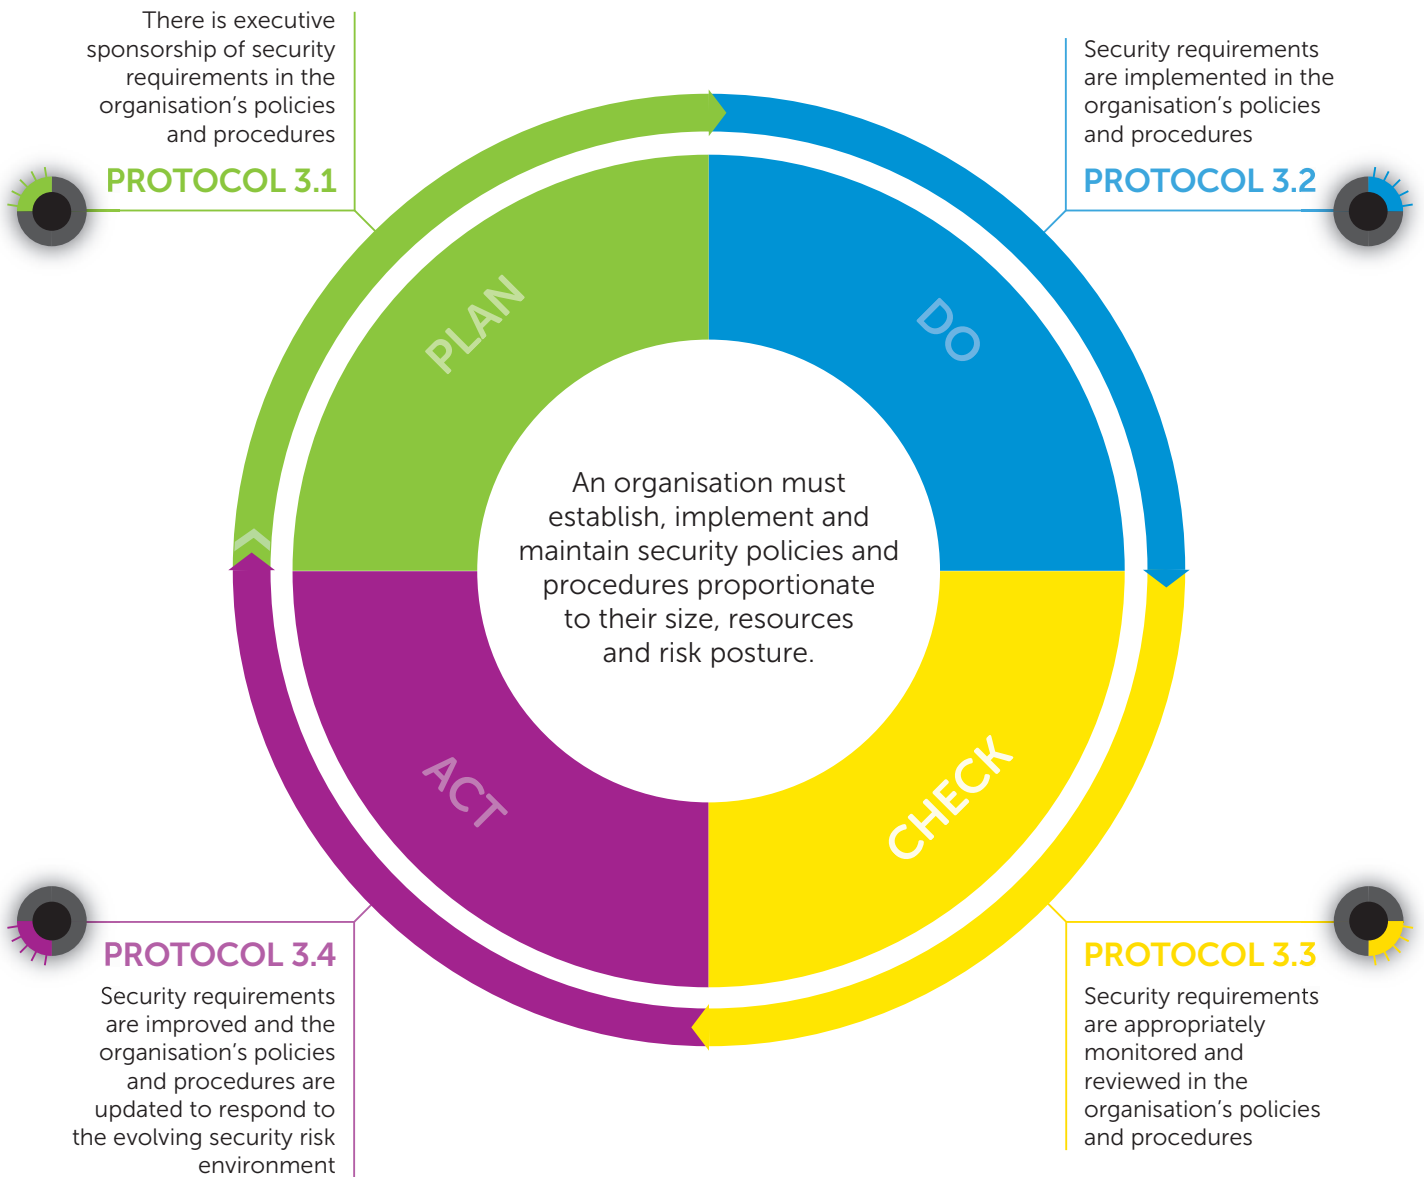 There is executive
sponsorship of security
requirements in the
organisation’s policies
and procedures
PROTOCOL 3.1
Security requirements
are implemented in the
organisation’s policies
and procedures
PROTOCOL 3.2
PLAN
DO
An organisation must
establish, implement and
maintain security policies and
procedures proportionate
to their size, resources
and risk posture.
ACT
CHECK
PROTOCOL 3.4
Security requirements
are improved and the
organisation’s policies
and procedures are
updated to respond to
the evolving security risk
environment
PROTOCOL 3.3
Security requirements
are appropriately
monitored and
reviewed in the
organisation’s policies
and procedures